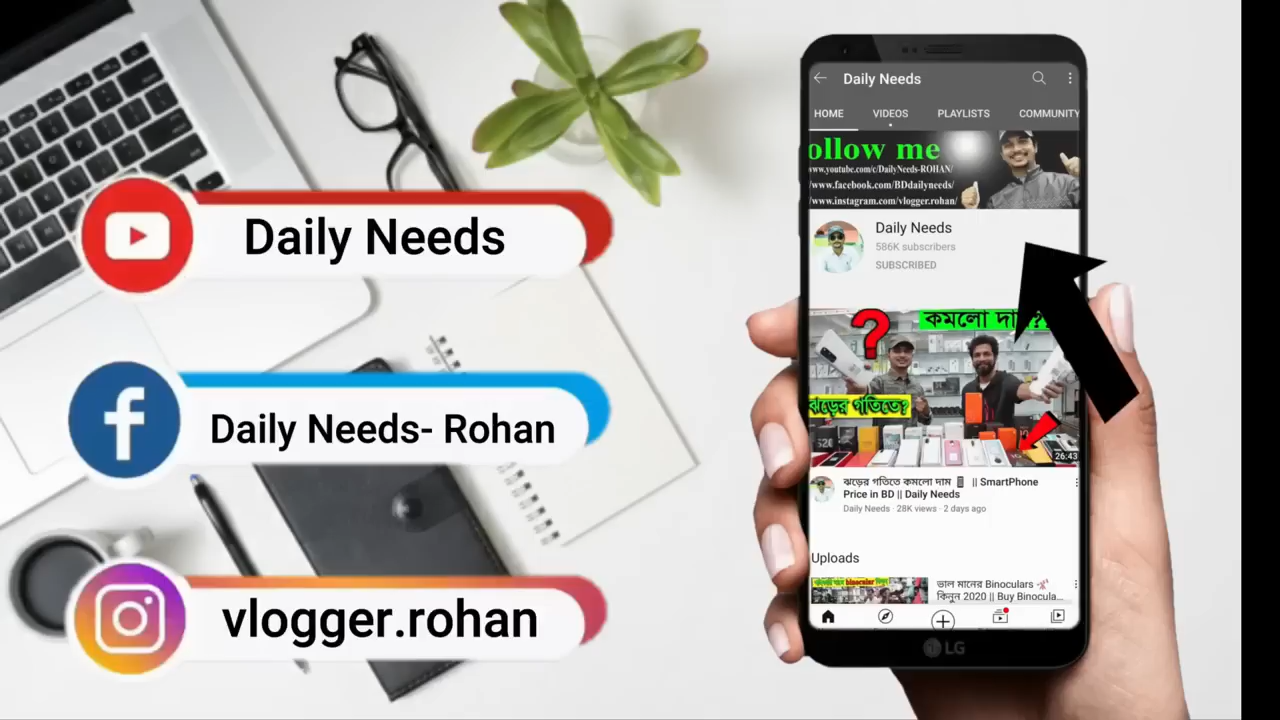 Daily Needs
Daily Needs- Rohan
vlogger.rohan
Daily Needs
HOME VIDEOS PLAYLISTS COMMUNITY
ollow me
ww.youtube.com/c/DailyNeeds-ROHAN/
/www.facebook.com/BDdailyneeds/
/www.instagram.com/vlogger.rohan/
Daily Needs
586K subscribers
SUBSCRIBED
?
কমলো
ঝড়ের গতিতে?
S20
26:43
ঝড়ের গতিতে কমলো দাম || SmartPhone
Price in BD || Daily Needs
Daily Needs · 28K views · 2 days ago
Uploads
binocular
ভাল মানের Binoculars
কিনুন 2020 || Buy Binocula...
LG